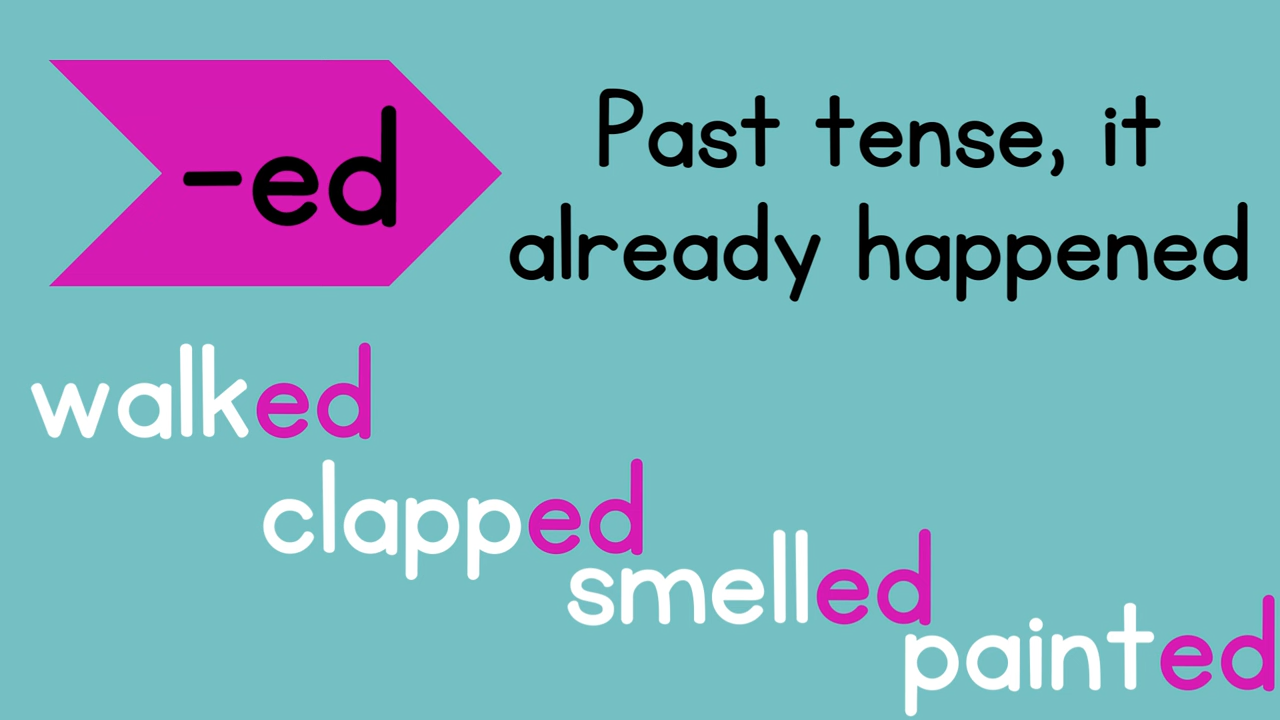 -ed
Past tense, it
already happened
walked
clapped
smelled
painted